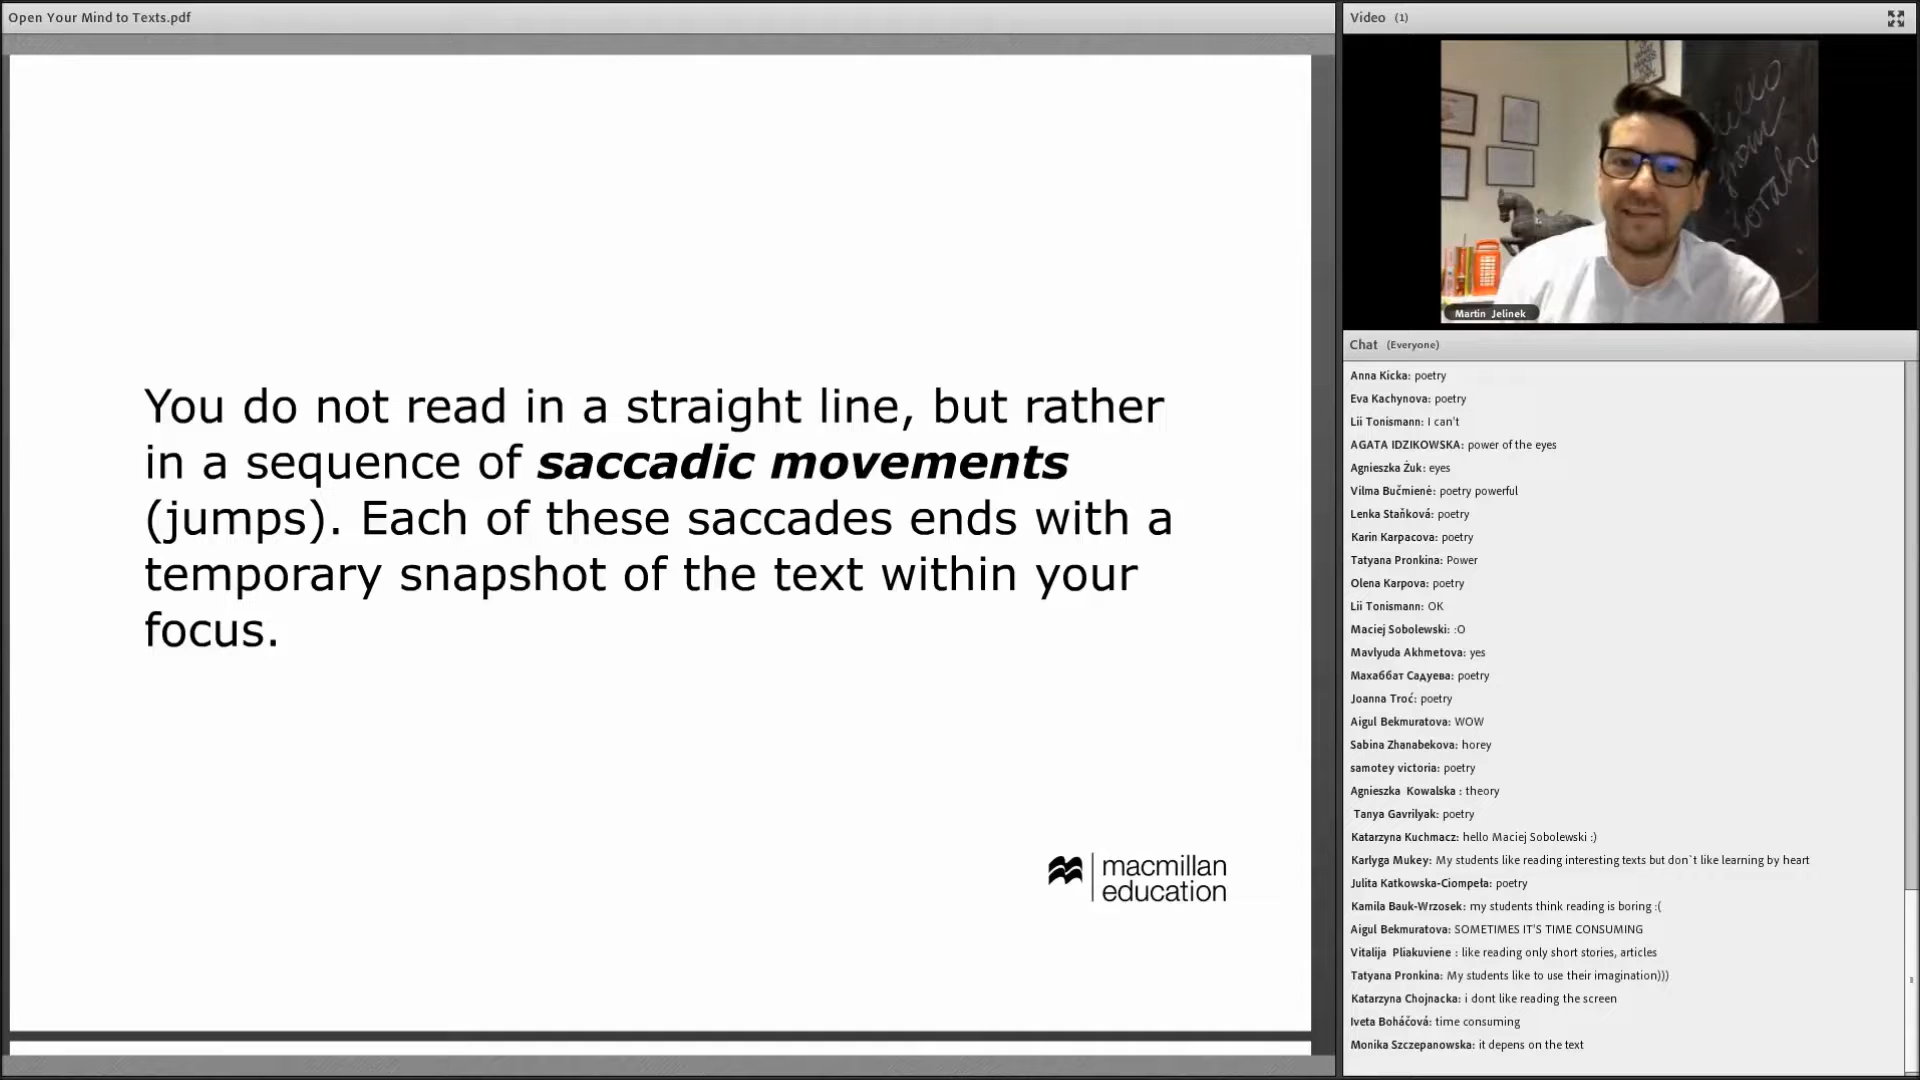 Open Your Mind to Texts.pdf
You do not read in a straight line, but rather
in a sequence of saccadic movements
(jumps). Each of these saccades ends with a
temporary snapshot of the text within your
focus.
macmillan
education
Video (1)
Hello
from
Martin Jelinek
Chat (Everyone)
Anna Kicka: poetry
Eva Kachynova: poetry
Lii Tonismann: I can't
AGATA IDZIKOWSKA: power of the eyes
Agnieszka Żuk: eyes
Vilma Bučmienė: poetry powerful
Lenka Staňková: poetry
Karin Karpacova: poetry
Tatyana Pronkina: Power
Olena Karpova: poetry
Lii Tonismann: OK
Maciej Sobolewski: :O
Mavlyuda Akhmetova: yes
Махаббат Садуева: poetry
Joanna Troć: poetry
Aigul Bekmuratova: WOW
Sabina Zhanabekova: horey
samotey victoria: poetry
Agnieszka Kowalska : theory
Tanya Gavrilyak: poetry
Katarzyna Kuchmacz: hello Maciej Sobolewski :)
Karlyga Mukey: My students like reading interesting texts but don`t like learning by heart
Julita Katkowska-Ciompeła: poetry
Kamila Bauk-Wrzosek: my students think reading is boring :(
Aigul Bekmuratova: SOMETIMES IT'S TIME CONSUMING
Vitalija Pliakuviene : like reading only short stories, articles
Tatyana Pronkina: My students like to use their imagination)))
Katarzyna Chojnacka: i dont like reading the screen
Iveta Boháčová: time consuming
Monika Szczepanowska: it depens on the text